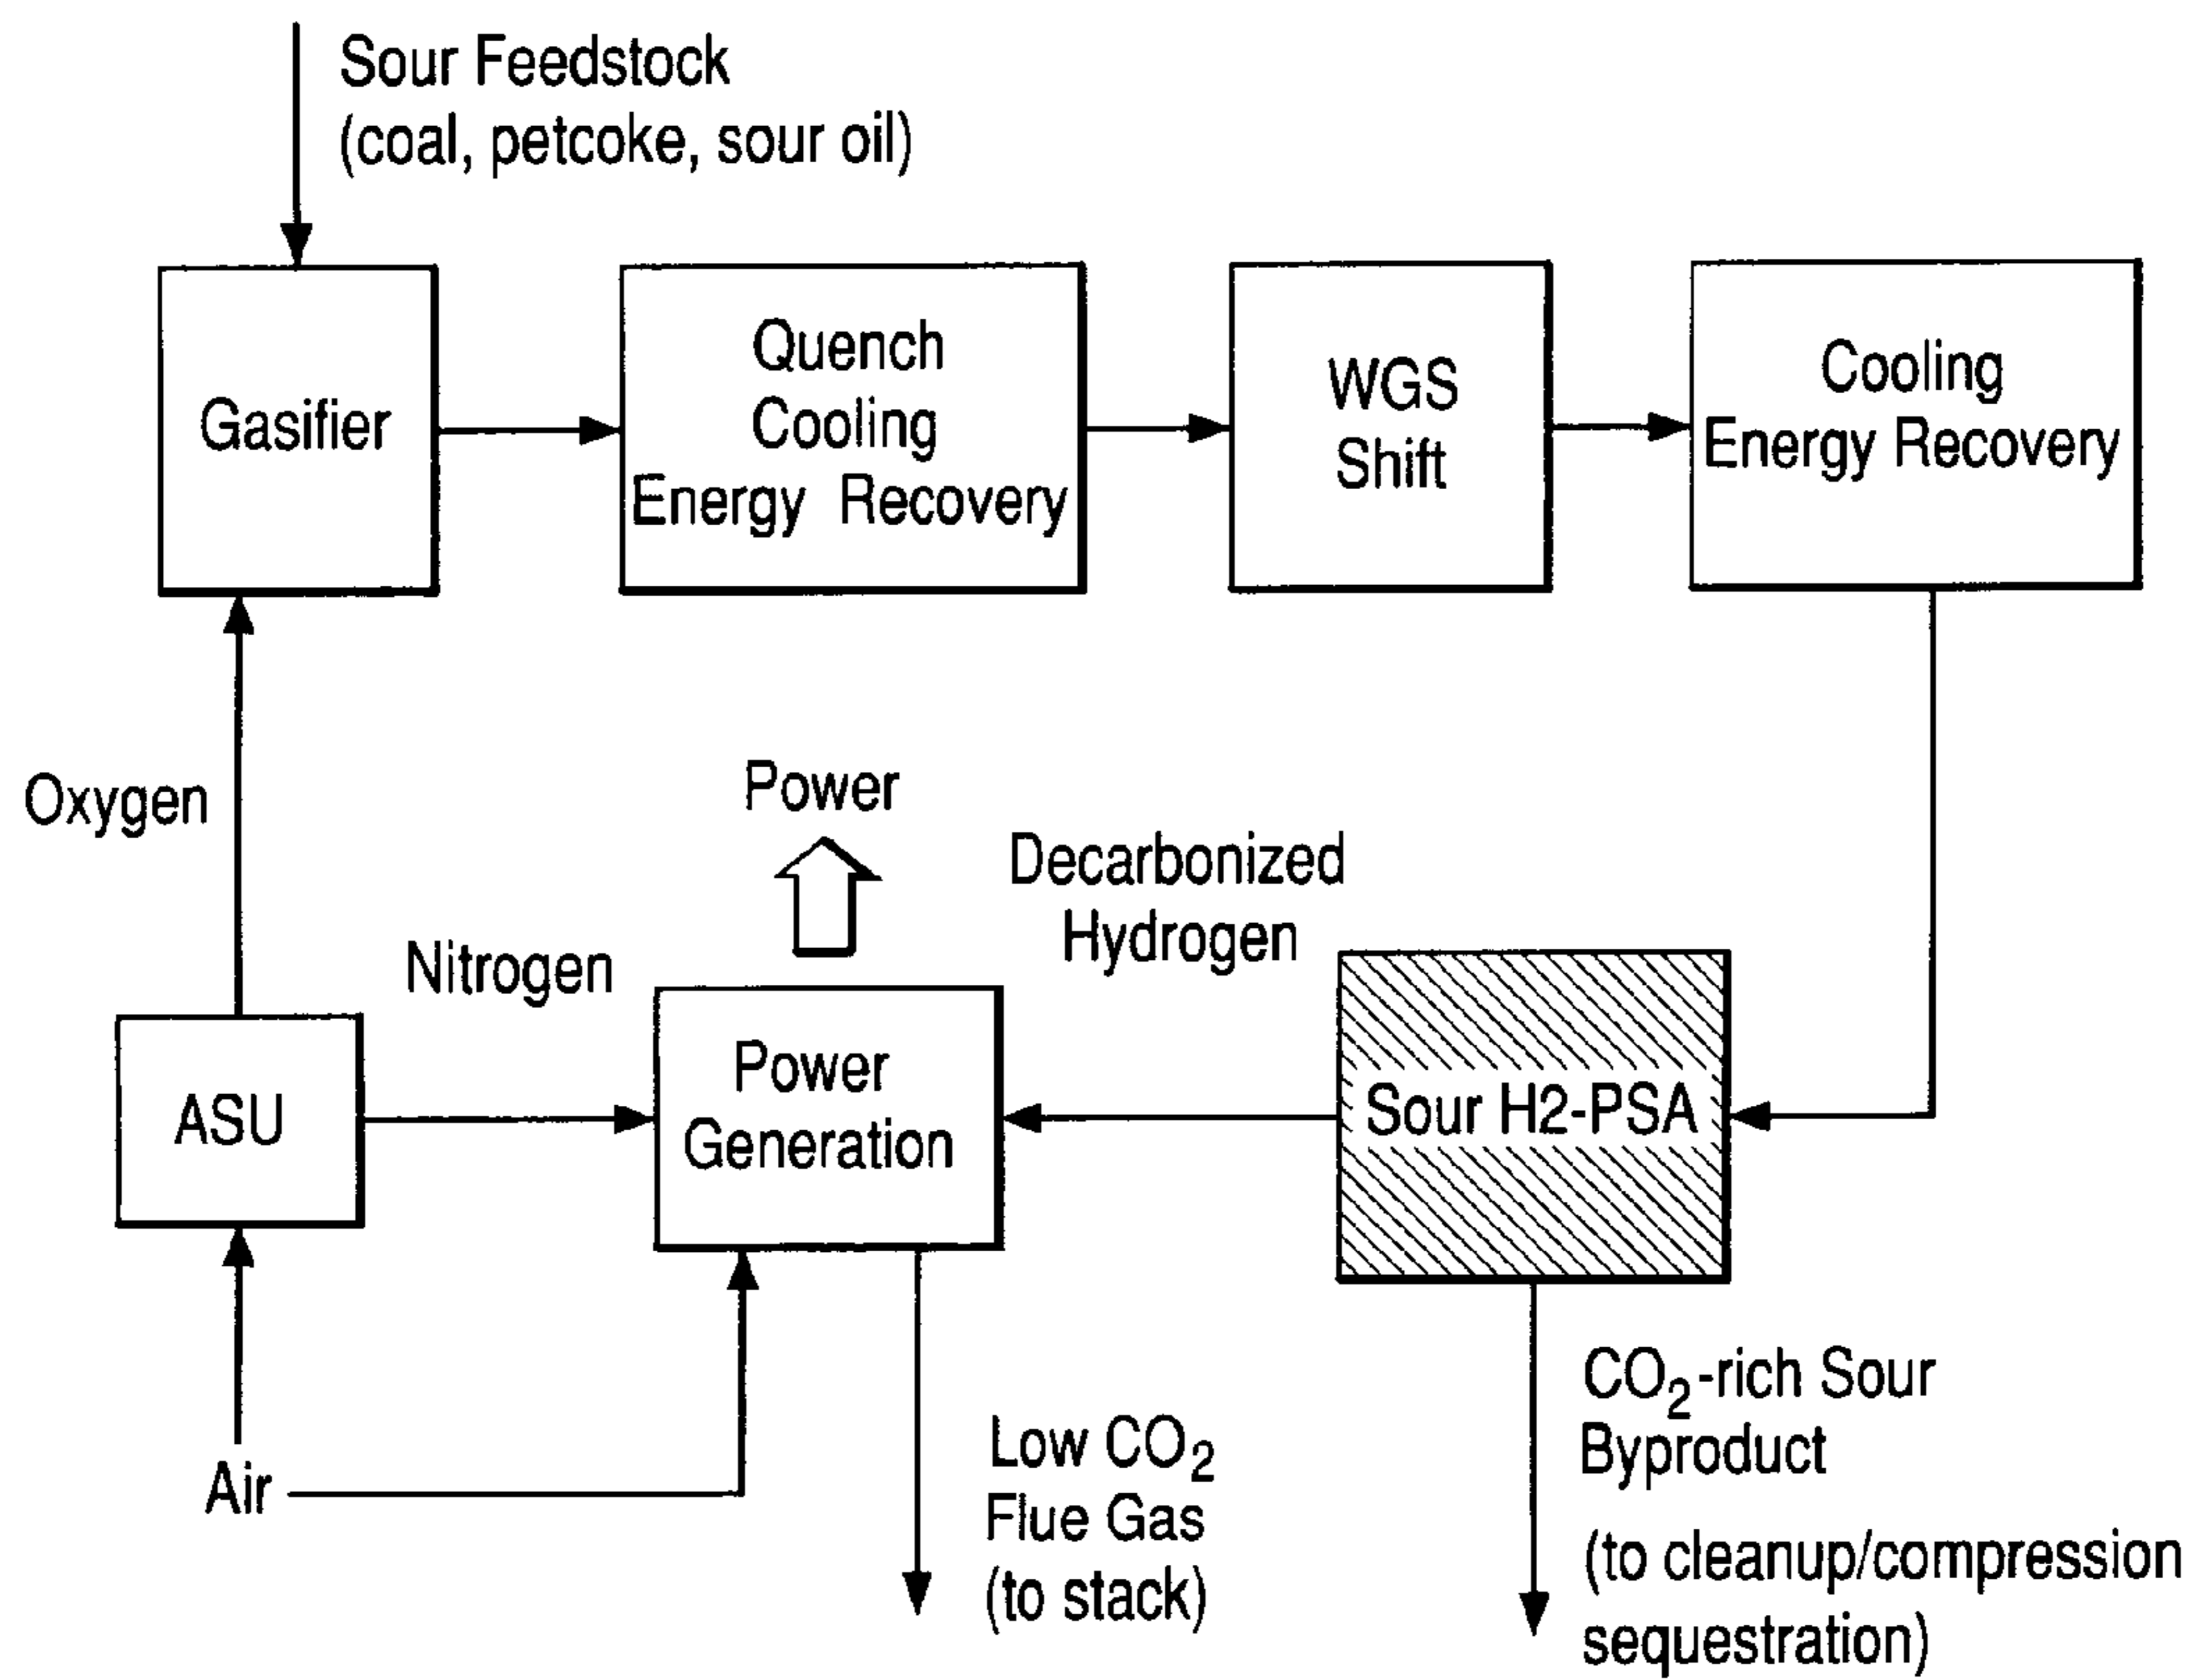 Sour Feedstock
(coal, petcoke, sour oil)
Gasifier
Quench
Cooling
Energy Recovery
WGS
Shift
Cooling
Energy Recovery
Oxygen
Power
Decarbonized
Hydrogen
Nitrogen
ASU
Power
Generation
Sour H2-PSA
Air
Low CO₂
Flue Gas
(to stack)
CO₂-rich Sour
Byproduct
(to cleanup/compression
sequestration)